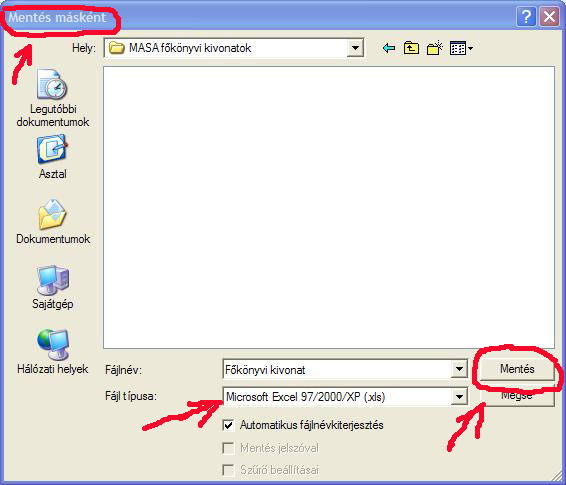 Mentés másként
Hely: MASA főkönyvi kivonatok
Legutóbbi
dokumentumok
Asztal
Dokumentumok
Sajátgép
Hálózati helyek
Fájlnév: Főkönyvi kivonat Mentés
Fájl típusa: Microsoft Excel 97/2000/XP (.xls) Mégse
Automatikus fájlnévkiterjesztés
Mentés jelszóval
Szűrő beállításai